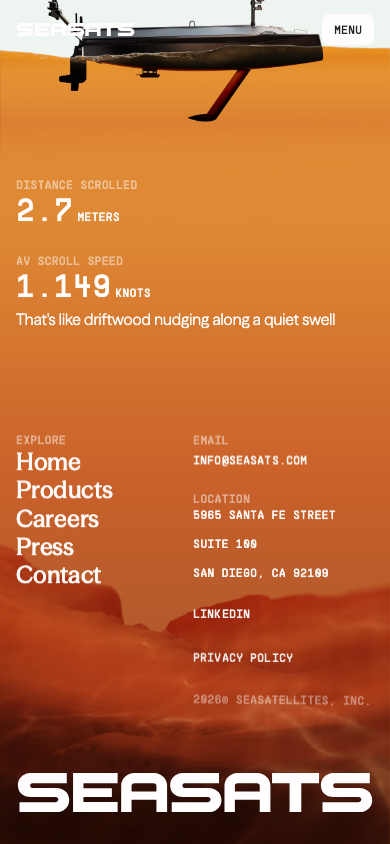 SEASATS
MENU
DISTANCE SCROLLED
2.7 METERS
AV SCROLL SPEED
1.149 KNOTS
That's like driftwood nudging along a quiet swell
EXPLORE
Home
Products
Careers
Press
Contact
EMAIL
INFO@SEASATS.COM
LOCATION
5965 SANTA FE STREET
SUITE 100
SAN DIEGO, CA 92109
LINKEDIN
PRIVACY POLICY
2026© SEASATELLITES, INC.
SEASATS